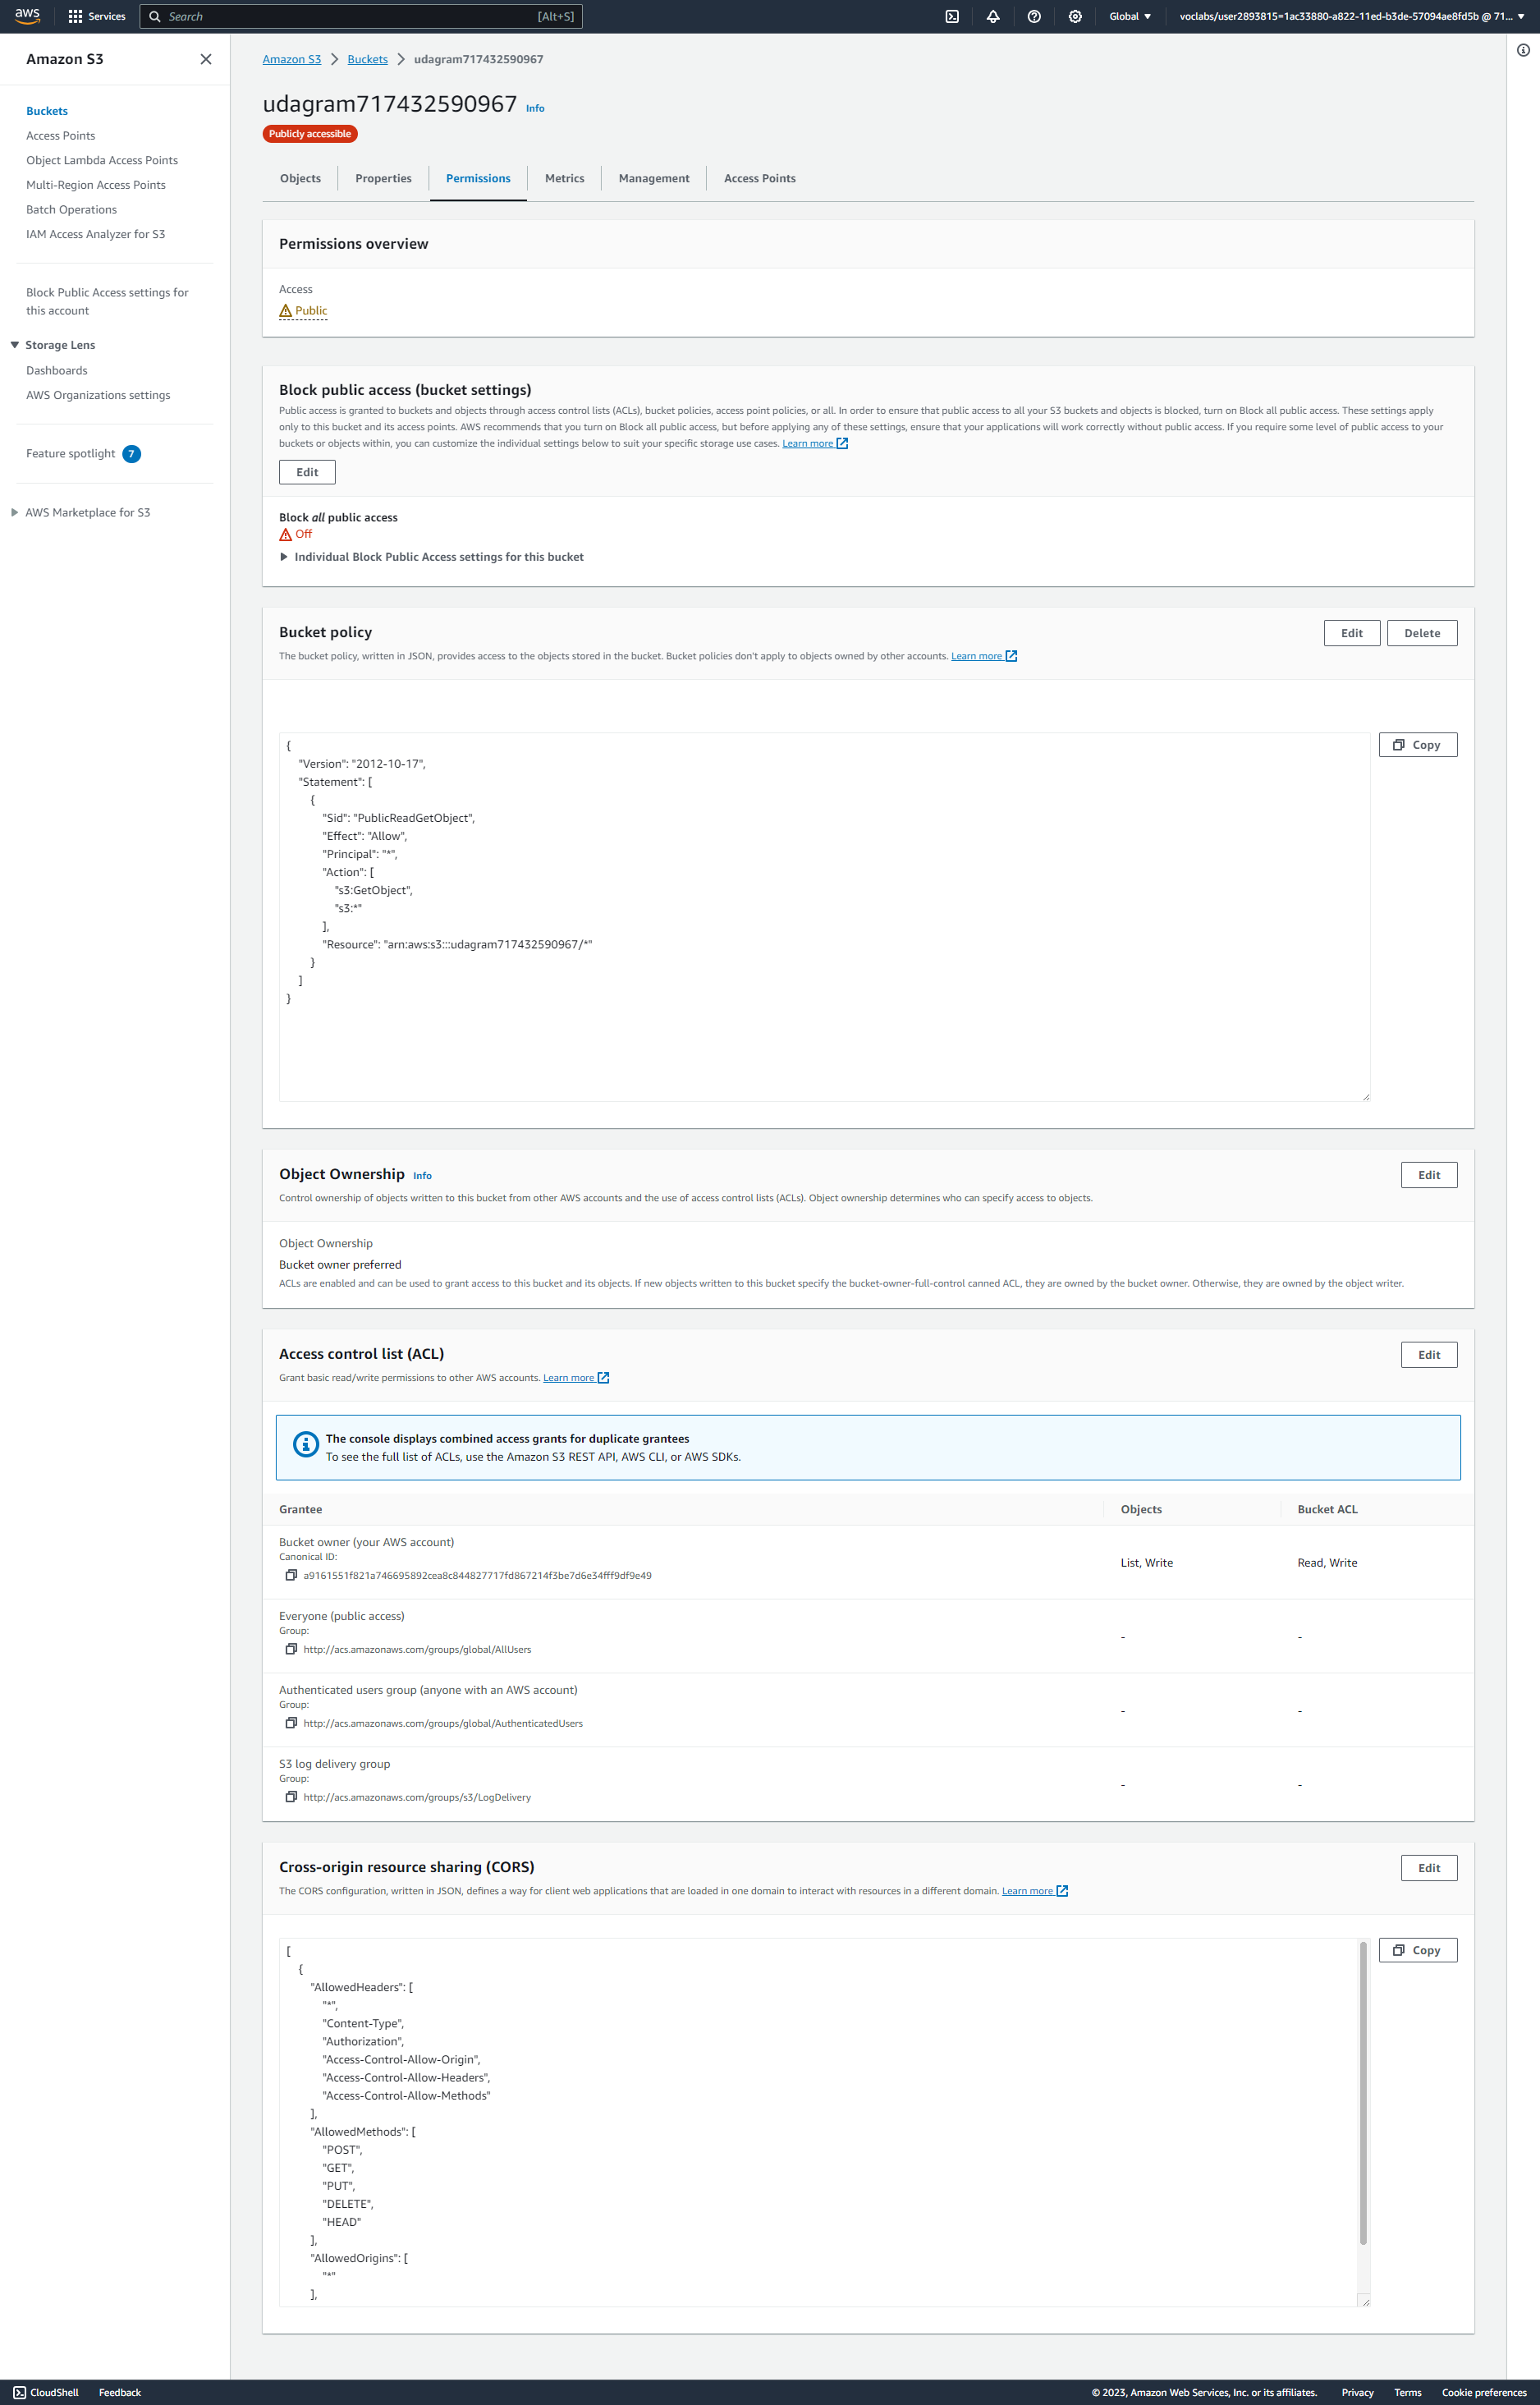 aws
Services
Search
[Alt+S]
Global
voclabs/user2893815=1ac33880-a822-11ed-b3de-57094ae8fd5b @ 71...
Amazon S3
Buckets
Access Points
Object Lambda Access Points
Multi-Region Access Points
Batch Operations
IAM Access Analyzer for S3
Block Public Access settings for
this account
Storage Lens
Dashboards
AWS Organizations settings
Feature spotlight 7
AWS Marketplace for S3
Amazon S3 > Buckets > udagram717432590967
udagram717432590967 Info
Publicly accessible
Objects
Properties
Permissions
Metrics
Management
Access Points
Permissions overview
Access
Public
Block public access (bucket settings)
Public access is granted to buckets and objects through access control lists (ACLs), bucket policies, access point policies, or all. In order to ensure that public access to all your S3 buckets and objects is blocked, turn on Block all public access. These settings apply
only to this bucket and its access points. AWS recommends that you turn on Block all public access, but before applying any of these settings, ensure that your applications will work correctly without public access. If you require some level of public access to your
buckets or objects within, you can customize the individual settings below to suit your specific storage use cases. Learn more
Edit
Block all public access
Off
Individual Block Public Access settings for this bucket
Bucket policy
Edit
Delete
The bucket policy, written in JSON, provides access to the objects stored in the bucket. Bucket policies don't apply to objects owned by other accounts. Learn more
Copy
{
"Version": "2012-10-17",
"Statement": [
{
"Sid": "PublicReadGetObject",
"Effect": "Allow",
"Principal": "*",
"Action": [
"s3:GetObject",
"s3:*"
],
"Resource": "arn:aws:s3:::udagram717432590967/*"
}
]
}
Object Ownership Info
Edit
Control ownership of objects written to this bucket from other AWS accounts and the use of access control lists (ACLs). Object ownership determines who can specify access to objects.
Object Ownership
Bucket owner preferred
ACLs are enabled and can be used to grant access to this bucket and its objects. If new objects written to this bucket specify the bucket-owner-full-control canned ACL, they are owned by the bucket owner. Otherwise, they are owned by the object writer.
Access control list (ACL)
Edit
Grant basic read/write permissions to other AWS accounts. Learn more
The console displays combined access grants for duplicate grantees
To see the full list of ACLs, use the Amazon S3 REST API, AWS CLI, or AWS SDKs.
Grantee Objects Bucket ACL
Bucket owner (your AWS account)
Canonical ID:
a9161551f821a746695892cea8c844827717fd867214f3be7d6e34fff9df9e49
List, Write
Read, Write
Everyone (public access)
Group:
http://acs.amazonaws.com/groups/global/AllUsers
-
-
Authenticated users group (anyone with an AWS account)
Group:
http://acs.amazonaws.com/groups/global/AuthenticatedUsers
-
-
S3 log delivery group
Group:
http://acs.amazonaws.com/groups/s3/LogDelivery
-
-
Cross-origin resource sharing (CORS)
Edit
The CORS configuration, written in JSON, defines a way for client web applications that are loaded in one domain to interact with resources in a different domain. Learn more
Copy
[
{
"AllowedHeaders": [
"*",
"Content-Type",
"Authorization",
"Access-Control-Allow-Origin",
"Access-Control-Allow-Headers",
"Access-Control-Allow-Methods"
],
"AllowedMethods": [
"POST",
"GET",
"PUT",
"DELETE",
"HEAD"
],
"AllowedOrigins": [
"*"
],
CloudShell
Feedback
© 2023, Amazon Web Services, Inc. or its affiliates.
Privacy
Terms
Cookie preferences